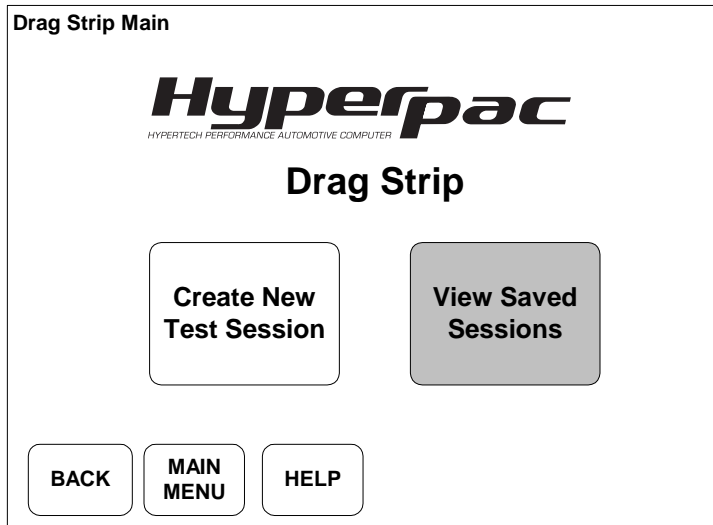 Drag Strip Main
Hyperpac
HYPERTECH PERFORMANCE AUTOMOTIVE COMPUTER
Drag Strip
Create New
Test Session
View Saved
Sessions
BACK
MAIN
MENU
HELP